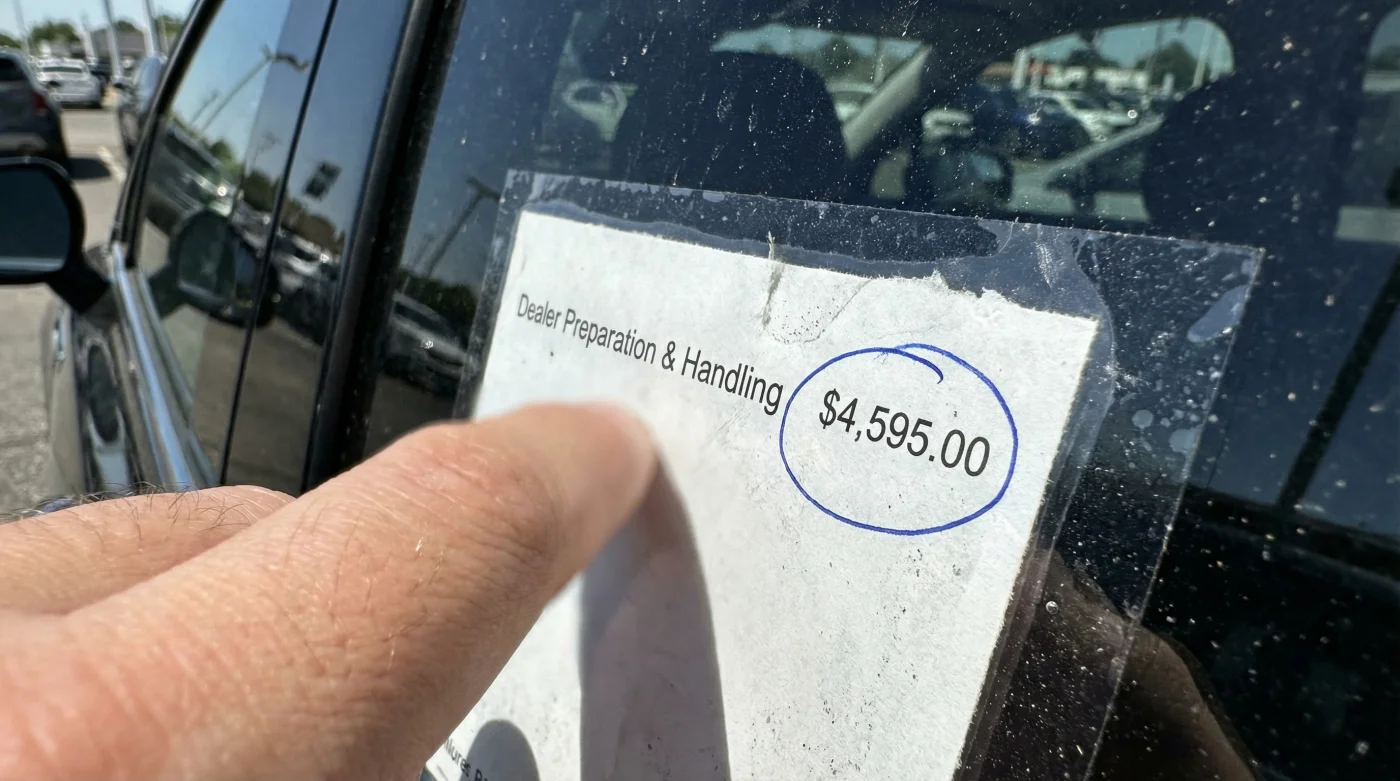 Dealer Preparation & Handling $4,595.00